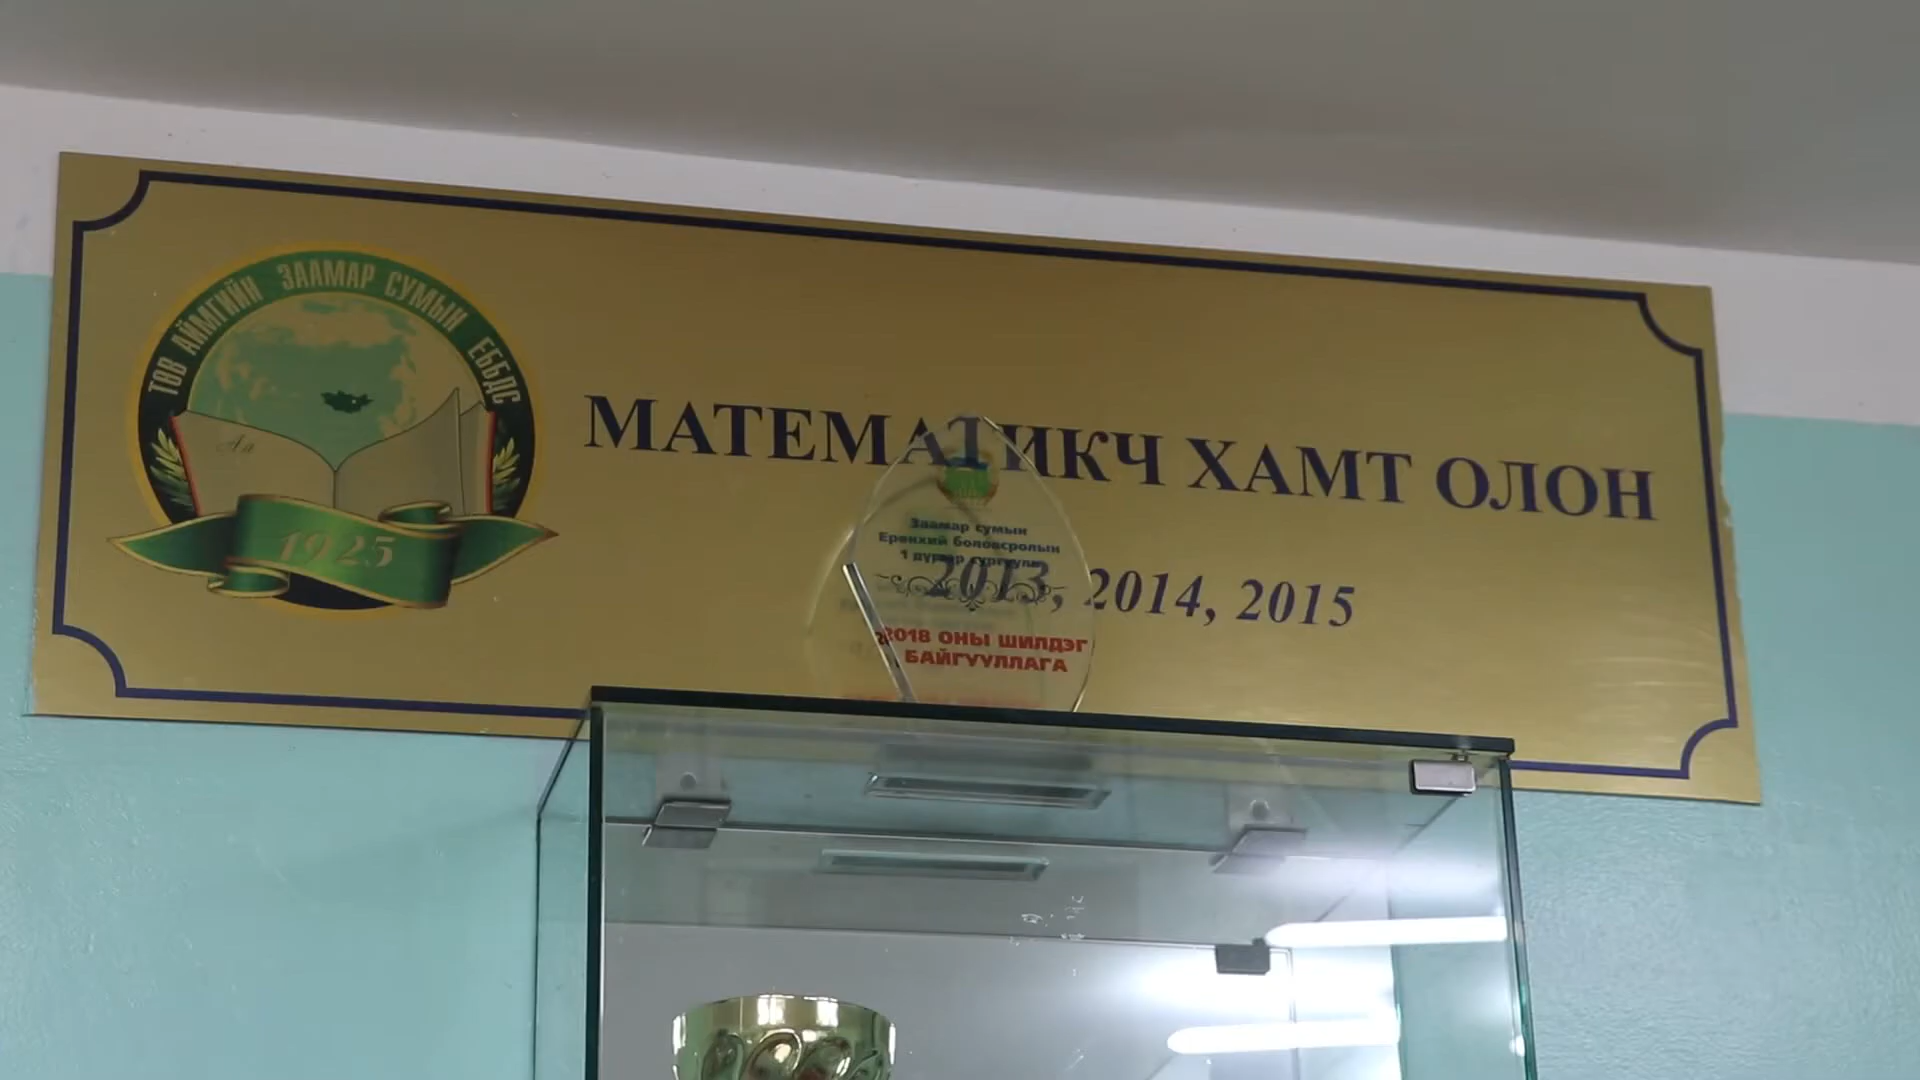 ТӨВ АЙМГИЙН ЗААМАР СУМЫН ЕББДС
1925
МАТЕМАТИКЧ ХАМТ ОЛОН
2013, 2014, 2015
Заамар сумын
Ерөнхий боловсролын
1 дүгээр сургууль
2018 ОНЫ ШИЛДЭГ
БАЙГУУЛЛАГА